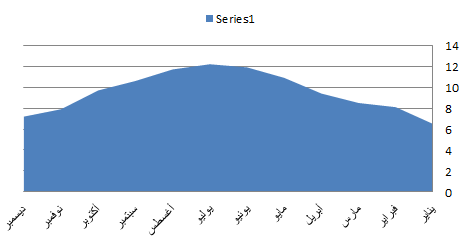 Series1
14
12
10
8
6
4
2
0
يناير
فبراير
مارس
أبريل
مايو
يونيو
يوليو
أغسطس
سبتمبر
أكتوبر
نوفمبر
ديسمبر